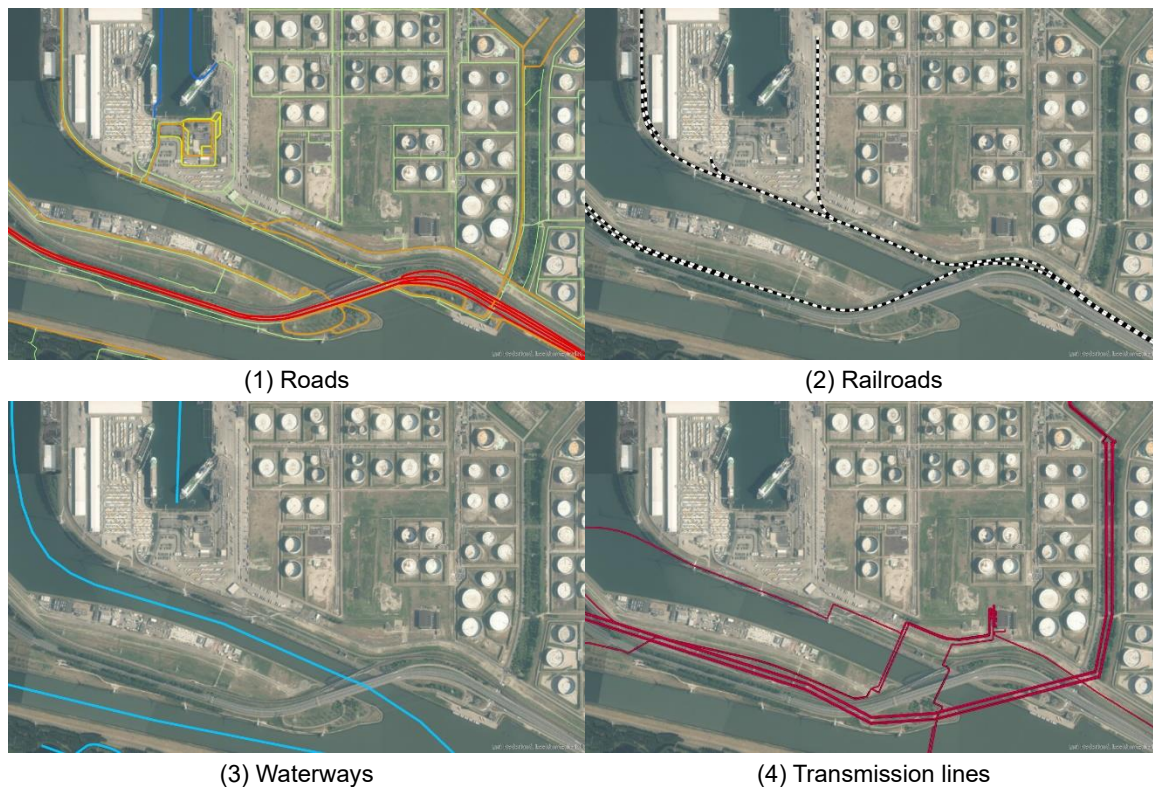 (1) Roads
(2) Railroads
(3) Waterways
(4) Transmission lines